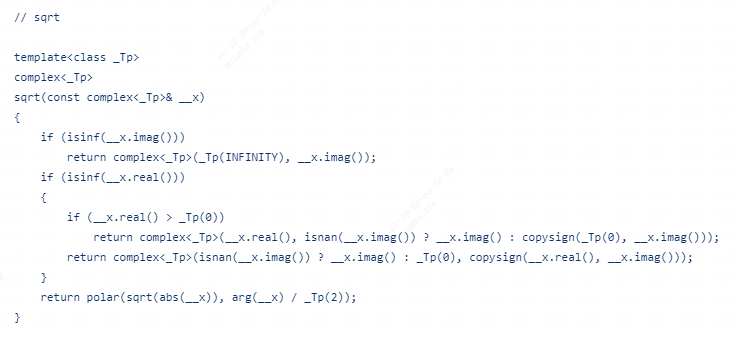 // sqrt
template<class _Tp>
complex<_Tp>
sqrt(const complex<_Tp>& __x)
{
    if (isinf(__x.imag()))
        return complex<_Tp>(_Tp(INFINITY), __x.imag());
    if (isinf(__x.real()))
    {
        if (__x.real() > _Tp(0))
            return complex<_Tp>(__x.real(), isnan(__x.imag()) ? __x.imag() : copysign(_Tp(0), __x.imag()));
        return complex<_Tp>(isnan(__x.imag()) ? __x.imag() : _Tp(0), copysign(__x.real(), __x.imag()));
    }
    return polar(sqrt(abs(__x)), arg(__x) / _Tp(2));
}